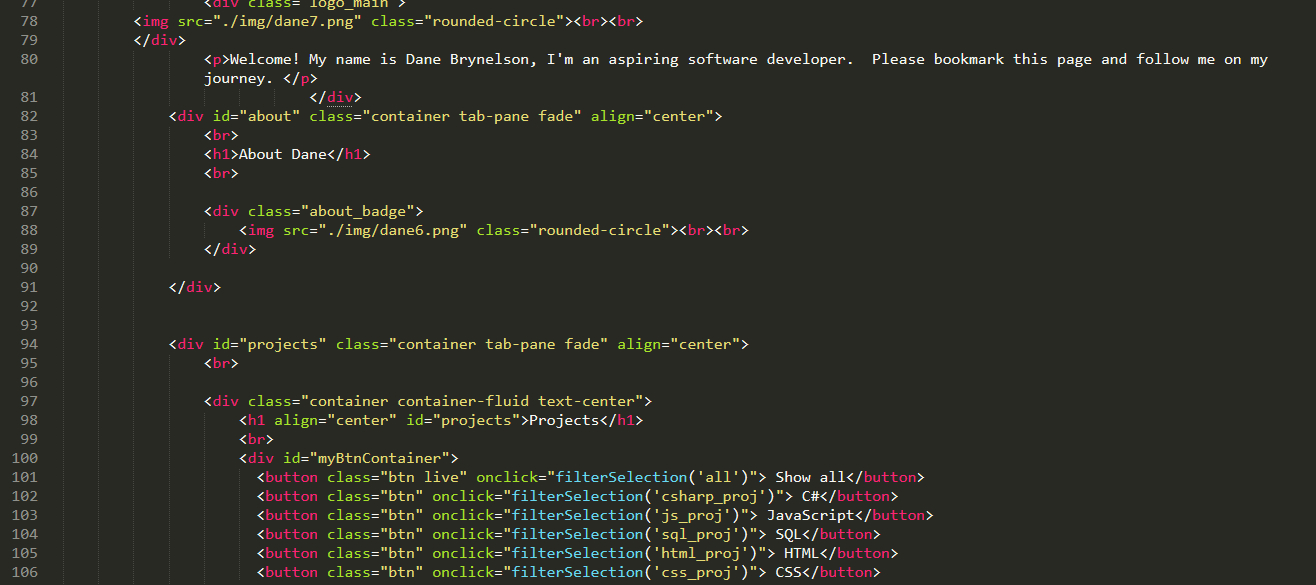 77 <div class="logo_main">
78 <img src="./img/dane7.png" class="rounded-circle"><br><br>
79 </div>
80 <p>Welcome! My name is Dane Brynelson, I'm an aspiring software developer.  Please bookmark this page and follow me on my
journey. </p>
81 </div>
82 <div id="about" class="container tab-pane fade" align="center">
83 <br>
84 <h1>About Dane</h1>
85 <br>
86
87 <div class="about_badge">
88 <img src="./img/dane6.png" class="rounded-circle"><br><br>
89 </div>
90
91 </div>
92
93
94 <div id="projects" class="container tab-pane fade" align="center">
95 <br>
96
97 <div class="container container-fluid text-center">
98 <h1 align="center" id="projects">Projects</h1>
99 <br>
100 <div id="myBtnContainer">
101 <button class="btn live" onclick="filterSelection('all')"> Show all</button>
102 <button class="btn" onclick="filterSelection('csharp_proj')"> C#</button>
103 <button class="btn" onclick="filterSelection('js_proj')"> JavaScript</button>
104 <button class="btn" onclick="filterSelection('sql_proj')"> SQL</button>
105 <button class="btn" onclick="filterSelection('html_proj')"> HTML</button>
106 <button class="btn" onclick="filterSelection('css_proj')"> CSS</button>